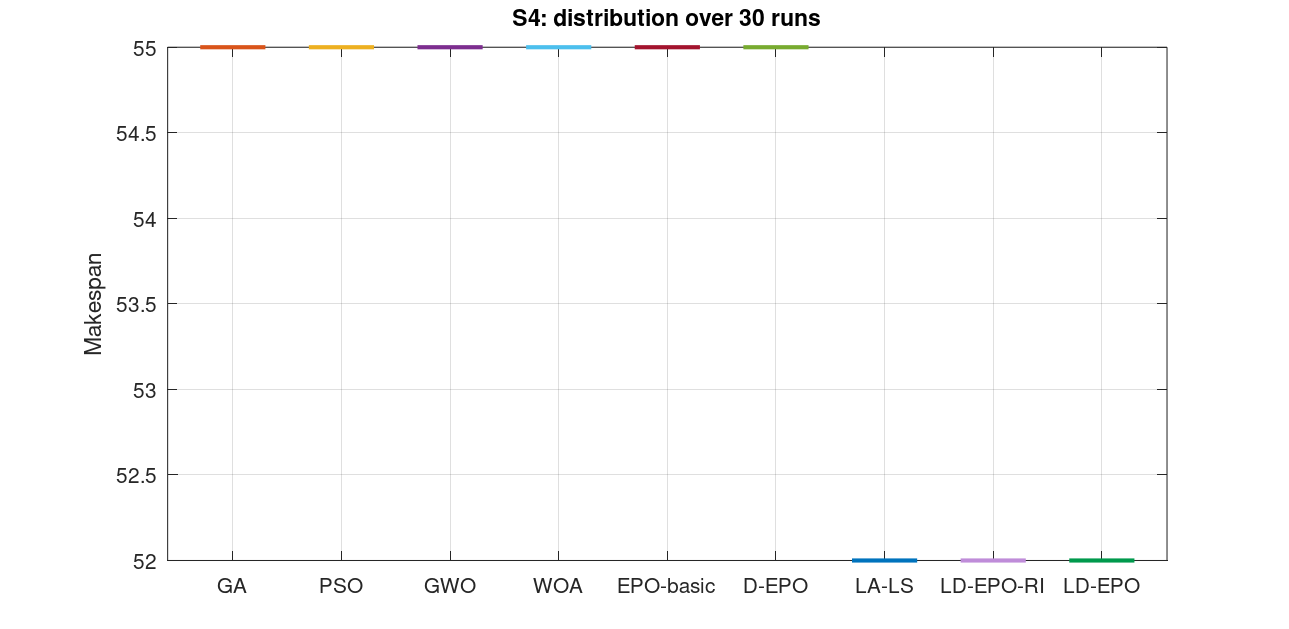 S4: distribution over 30 runs
55
54.5
54
53.5
53
52.5
52
Makespan
GA PSO GWO WOA EPO-basic D-EPO LA-LS LD-EPO-RI LD-EPO